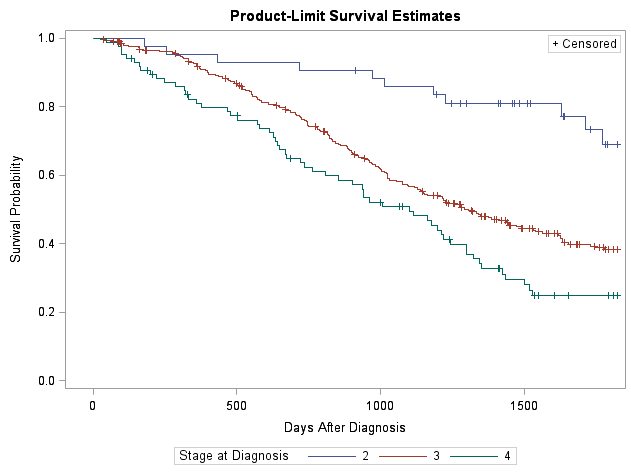 Product-Limit Survival Estimates
+ Censored
1.0
0.8
0.6
0.4
0.2
0.0
Survival Probability
0 500 1000 1500
Days After Diagnosis
Stage at Diagnosis 2 3 4